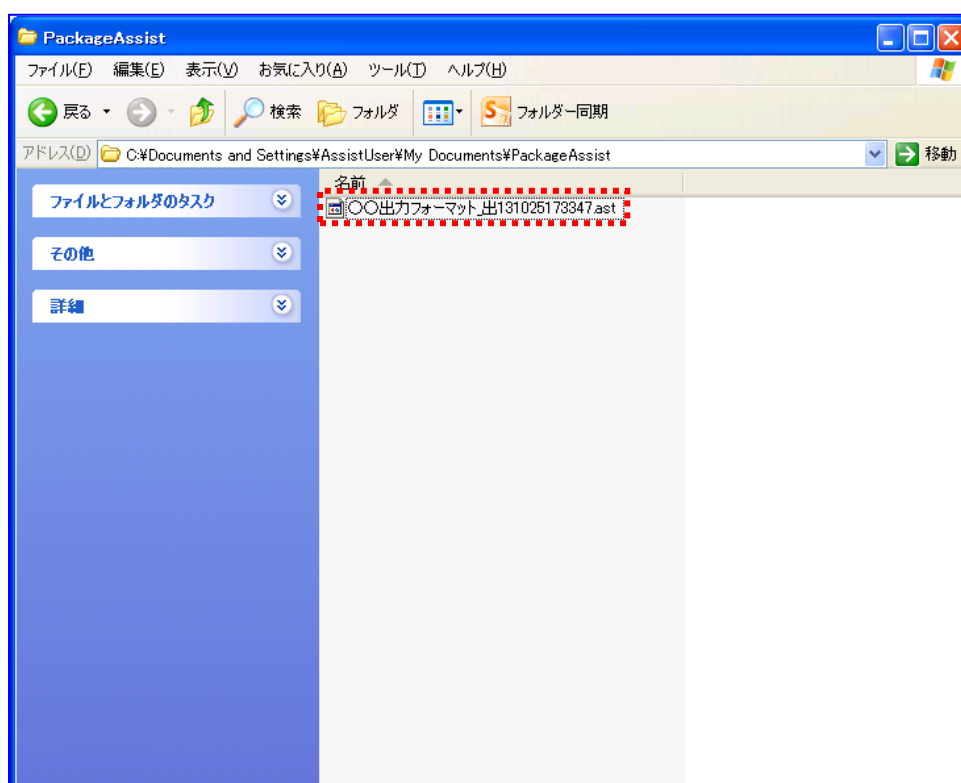 PackageAssist
ファイル(F) 編集(E) 表示(V) お気に入り(A) ツール(T) ヘルプ(H)
戻る 検索 フォルダ フォルダー同期
アドレス(D) C:¥Documents and Settings¥AssistUser¥My Documents¥PackageAssist 移動
名前
ファイルとフォルダのタスク
〇〇出力フォーマット_出131025173347.ast
その他
詳細